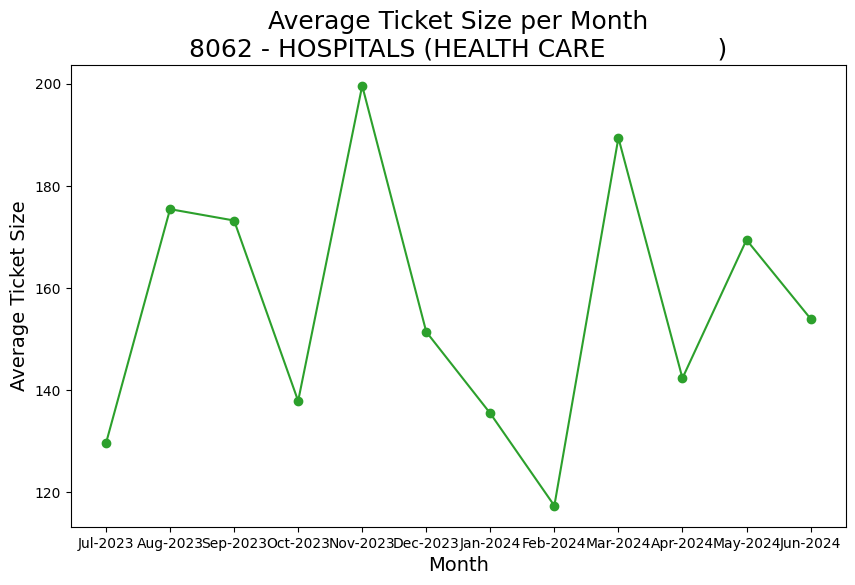 Average Ticket Size per Month
8062 - HOSPITALS (HEALTH CARE              )
Average Ticket Size
200
180
160
140
120
Jul-2023 Aug-2023 Sep-2023 Oct-2023 Nov-2023 Dec-2023 Jan-2024 Feb-2024 Mar-2024 Apr-2024 May-2024 Jun-2024
Month